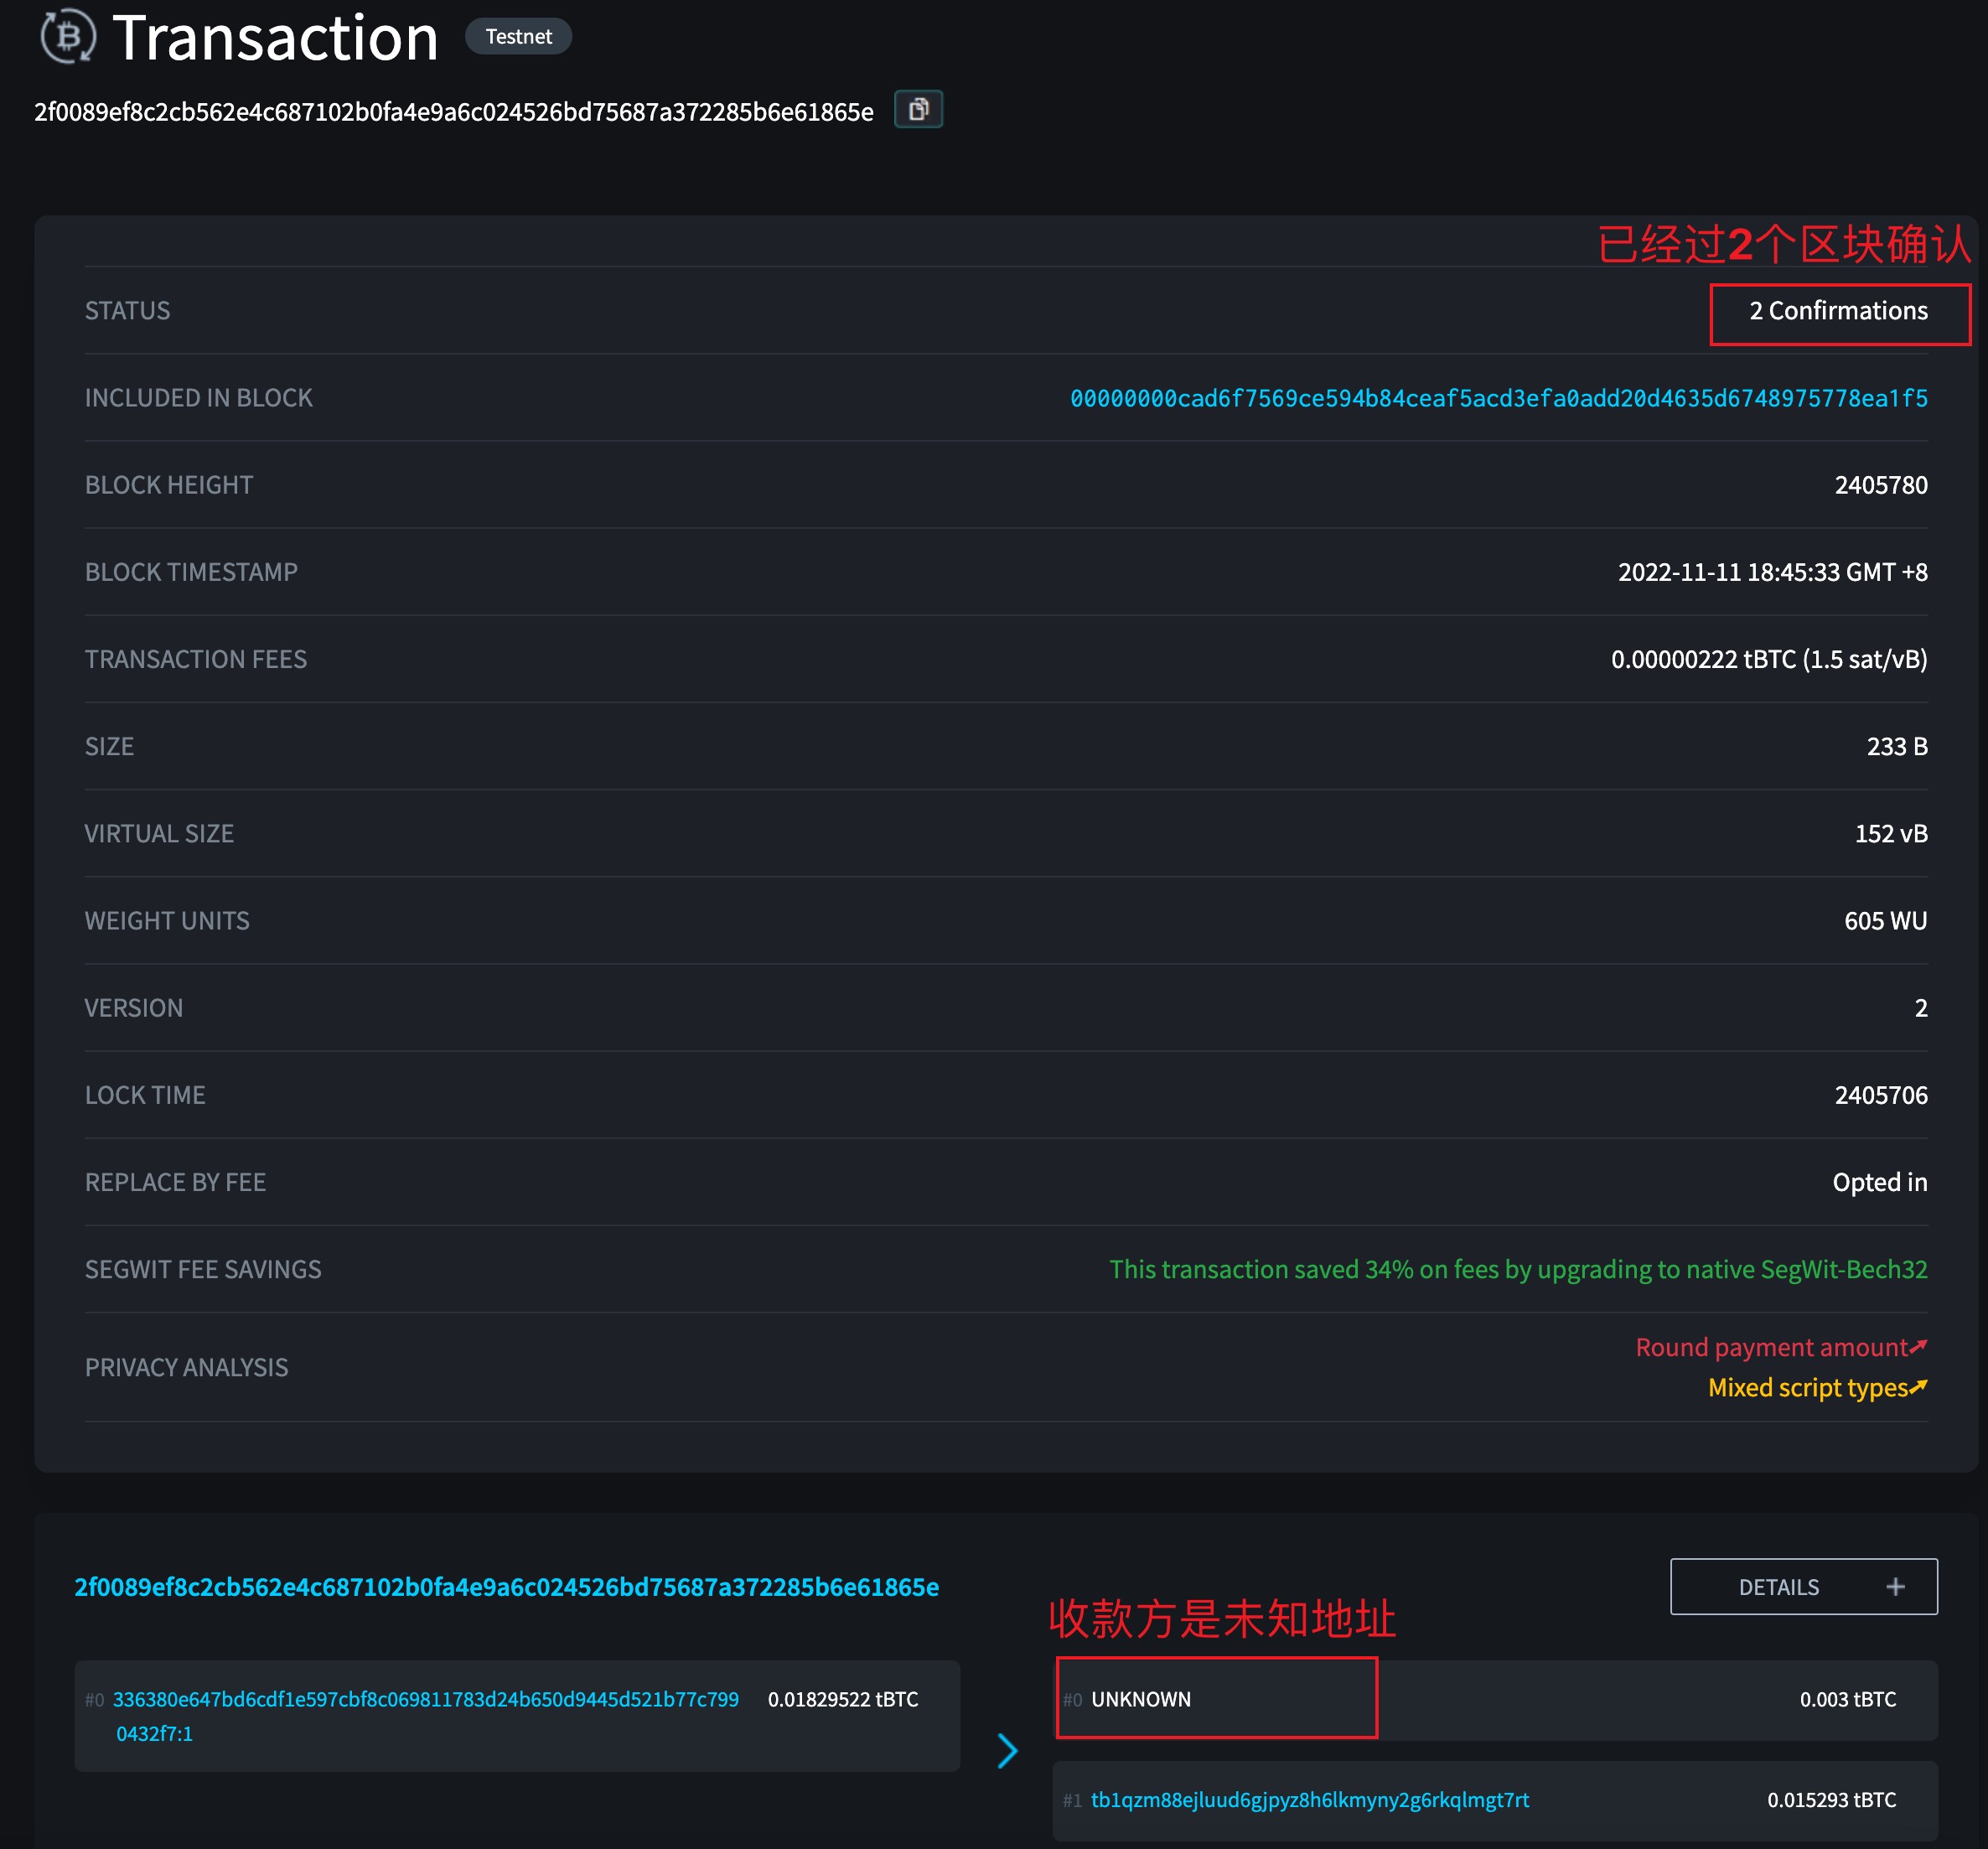 Transaction Testnet
2f0089ef8c2cb562e4c687102b0fa4e9a6c024526bd75687a372285b6e61865e
已经过2个区块确认
STATUS 2 Confirmations
INCLUDED IN BLOCK 00000000cad6f7569ce594b84ceaf5acd3efa0add20d4635d6748975778ea1f5
BLOCK HEIGHT 2405780
BLOCK TIMESTAMP 2022-11-11 18:45:33 GMT +8
TRANSACTION FEES 0.00000222 tBTC (1.5 sat/vB)
SIZE 233 B
VIRTUAL SIZE 152 vB
WEIGHT UNITS 605 WU
VERSION 2
LOCK TIME 2405706
REPLACE BY FEE Opted in
SEGWIT FEE SAVINGS This transaction saved 34% on fees by upgrading to native SegWit-Bech32
PRIVACY ANALYSIS Round payment amount
Mixed script types
2f0089ef8c2cb562e4c687102b0fa4e9a6c024526bd75687a372285b6e61865e
DETAILS +
收款方是未知地址
#0 336380e647bd6cdf1e597cbf8c069811783d24b650d9445d521b77c799 0.01829522 tBTC
0432f7:1
#0 UNKNOWN 0.003 tBTC
#1 tb1qzm88ejluud6gjpyz8h6lkmyny2g6rkqlmgt7rt 0.015293 tBTC